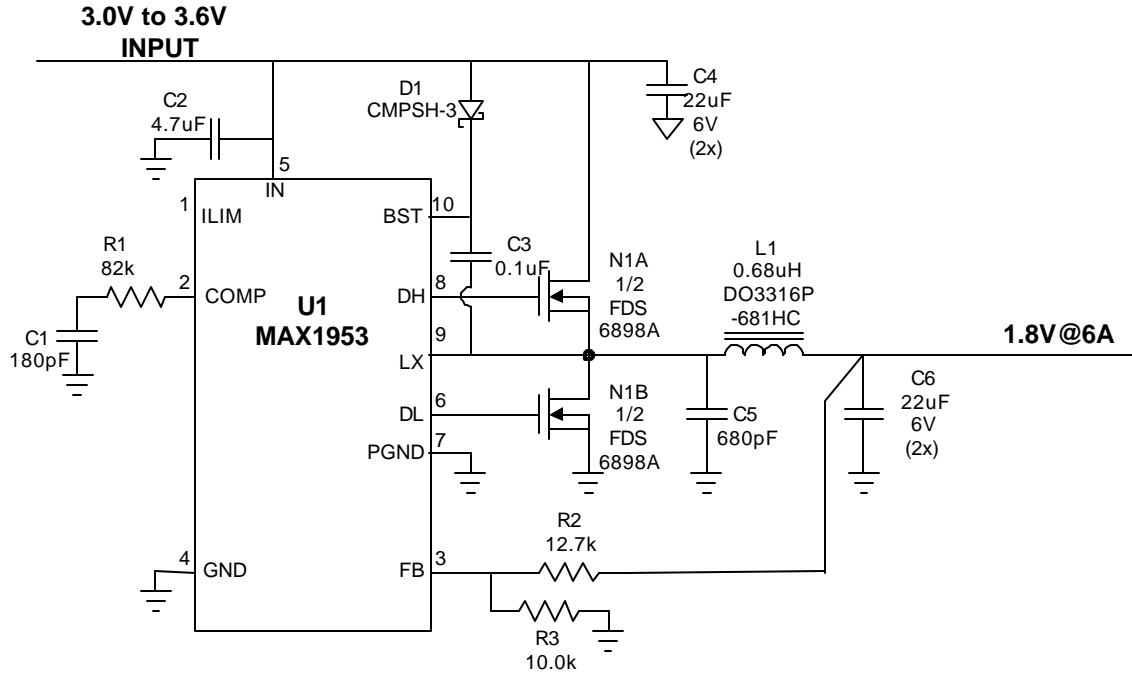 3.0V to 3.6V
INPUT
C2
4.7uF
D1
CMPSH-3
C4
22uF
6V
(2x)
5
IN
1
ILIM
BST
10
R1
82k
C3
0.1uF
2
COMP
C1
180pF
U1
MAX1953
DH
8
N1A
1/2
FDS
6898A
L1
0.68uH
DO3316P
-681HC
1.8V@6A
LX
9
DL
6
N1B
1/2
FDS
6898A
C5
680pF
C6
22uF
6V
(2x)
PGND
7
4
GND
FB
3
R2
12.7k
R3
10.0k